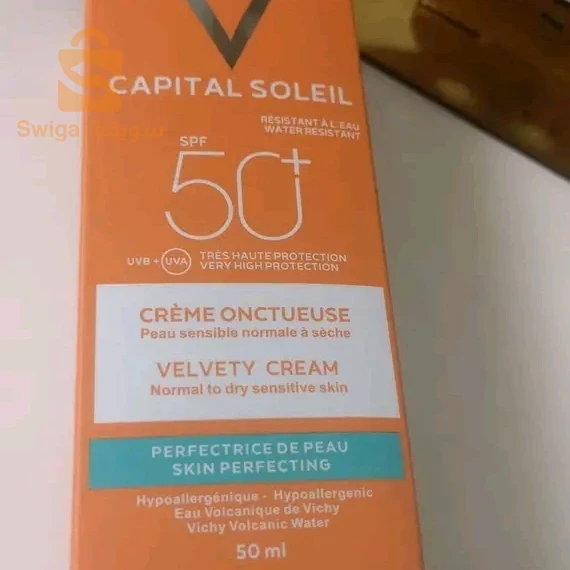 CAPITAL SOLEIL
RÉSISTANT À L'EAU
WATER RESISTANT
SPF
50+
UVB + UVA
TRÈS HAUTE PROTECTION
VERY HIGH PROTECTION
CRÈME ONCTUEUSE
Peau sensible normale à sèche
VELVETY CREAM
Normal to dry sensitive skin
PERFECTRICE DE PEAU
SKIN PERFECTING
Hypoallergénique - Hypoallergenic
Eau Volcanique de Vichy
Vichy Volcanic Water
50 ml